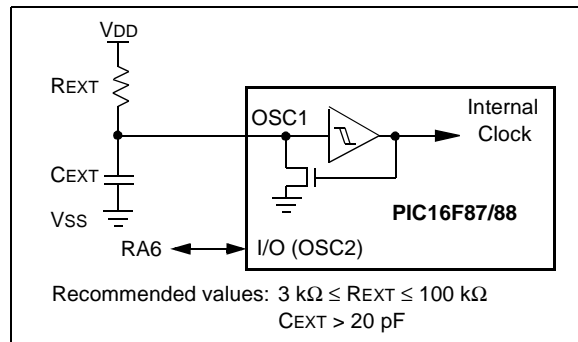 VDD
REXT
OSC1
Internal
Clock
CEXT
VSS
PIC16F87/88
RA6
I/O (OSC2)
Recommended values: 3 kΩ ≤ REXT ≤ 100 kΩ
CEXT > 20 pF